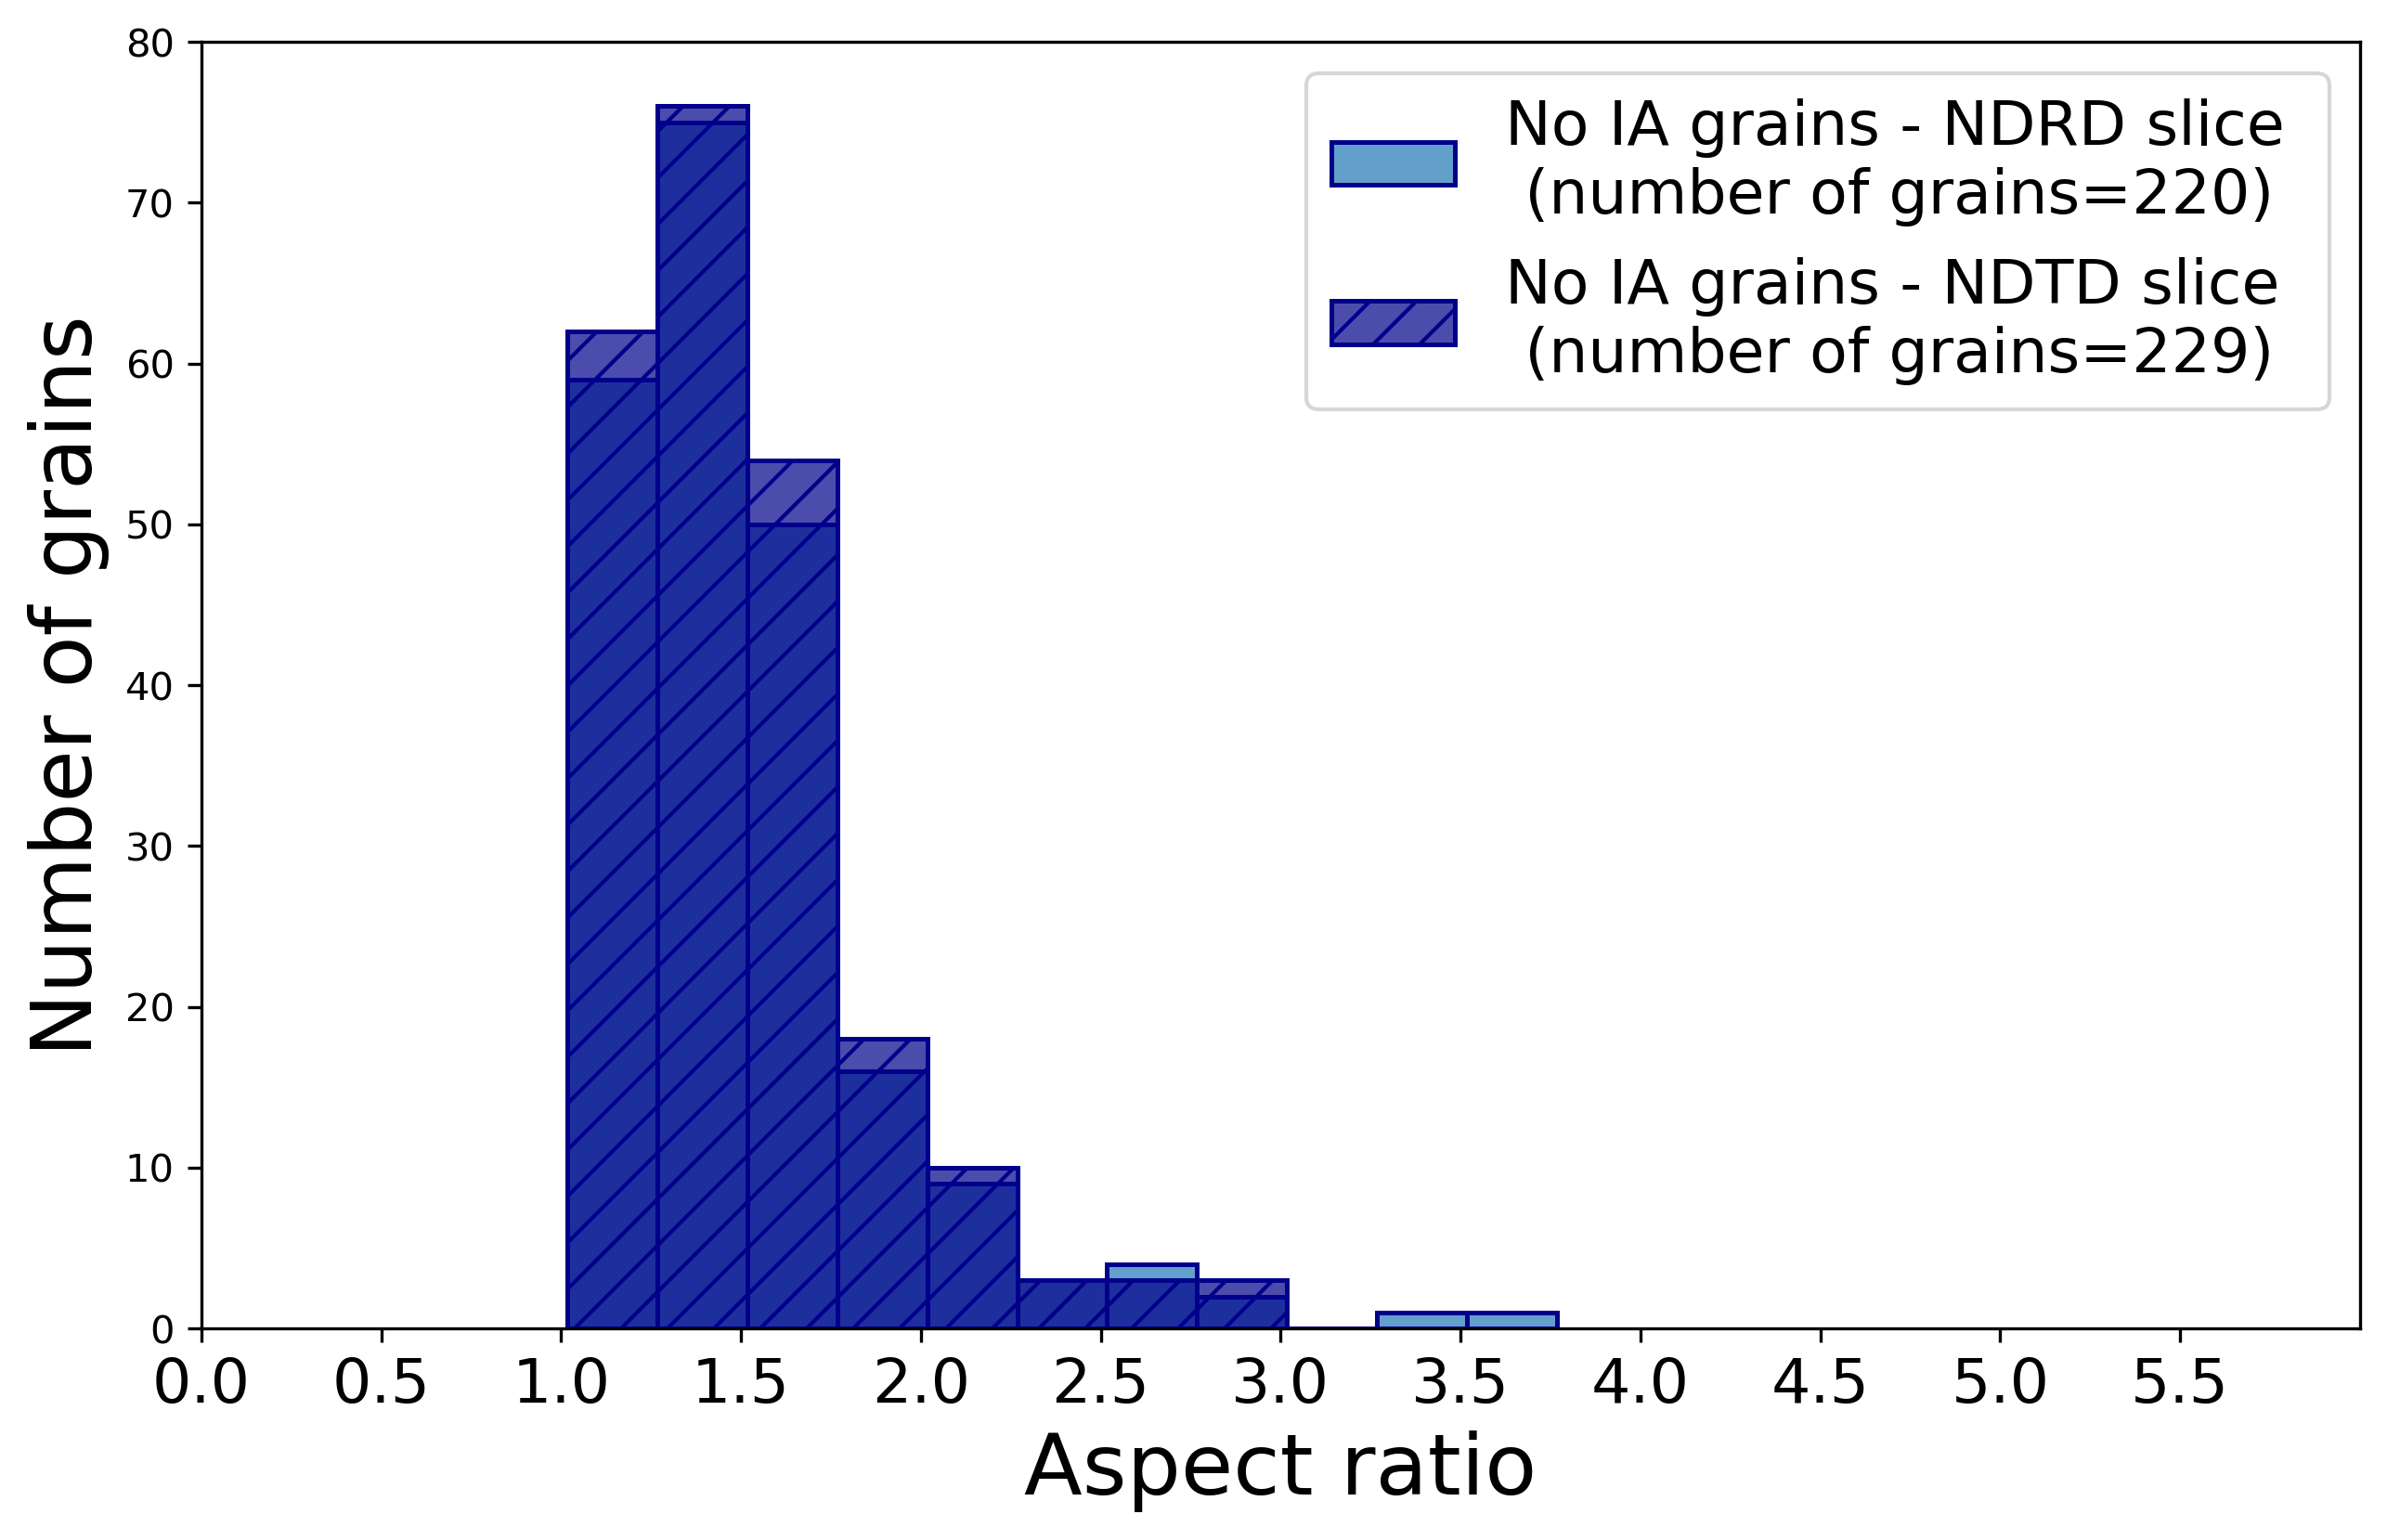 80
70
60
50
40
30
20
10
0
Number of grains
No IA grains - NDRD slice
(number of grains=220)
No IA grains - NDTD slice
(number of grains=229)
0.0 0.5 1.0 1.5 2.0 2.5 3.0 3.5 4.0 4.5 5.0 5.5
Aspect ratio